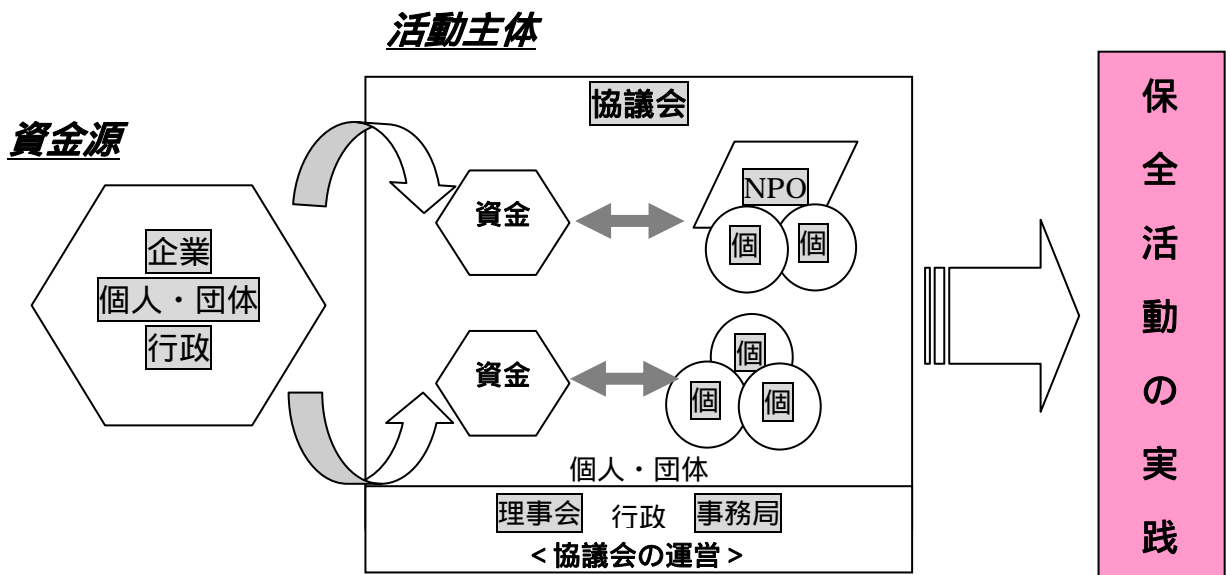 活動主体
資金源
協議会
企業
個人・団体
行政
資金
NPO
個
個
資金
個
個
個
個人・団体
理事会 行政 事務局
<協議会の運営>
保全活動の実践